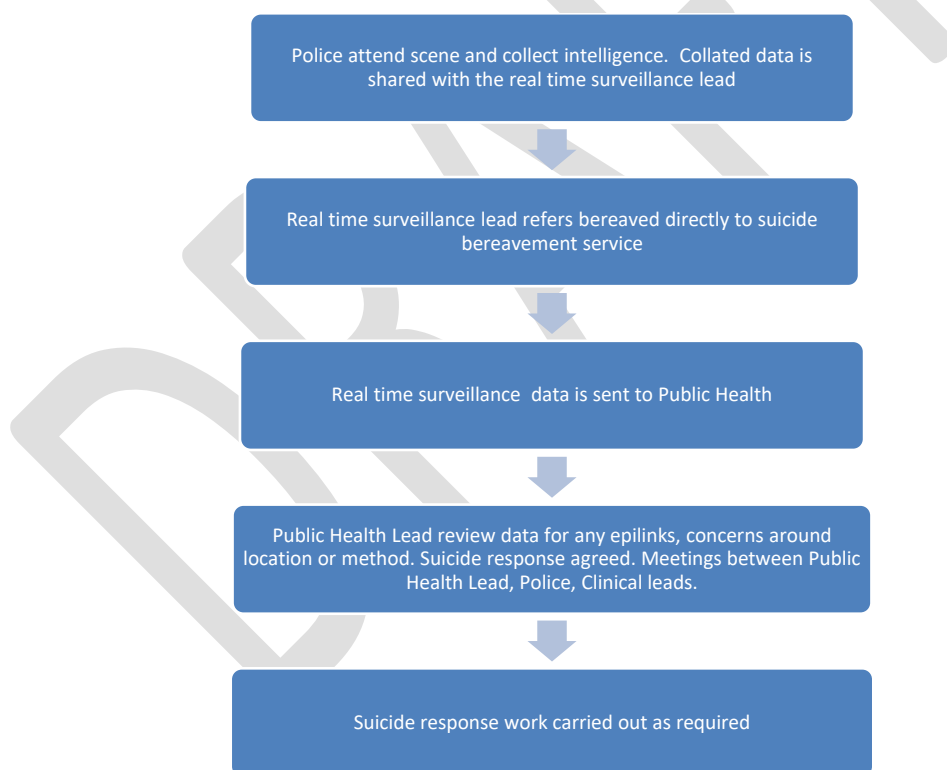 Police attend scene and collect intelligence.  Collated data is
shared with the real time surveillance lead
Real time surveillance lead refers bereaved directly to suicide
bereavement service
Real time surveillance  data is sent to Public Health
Public Health Lead review data for any epilinks, concerns around
location or method. Suicide response agreed. Meetings between Public
Health Lead, Police, Clinical leads.
Suicide response work carried out as required